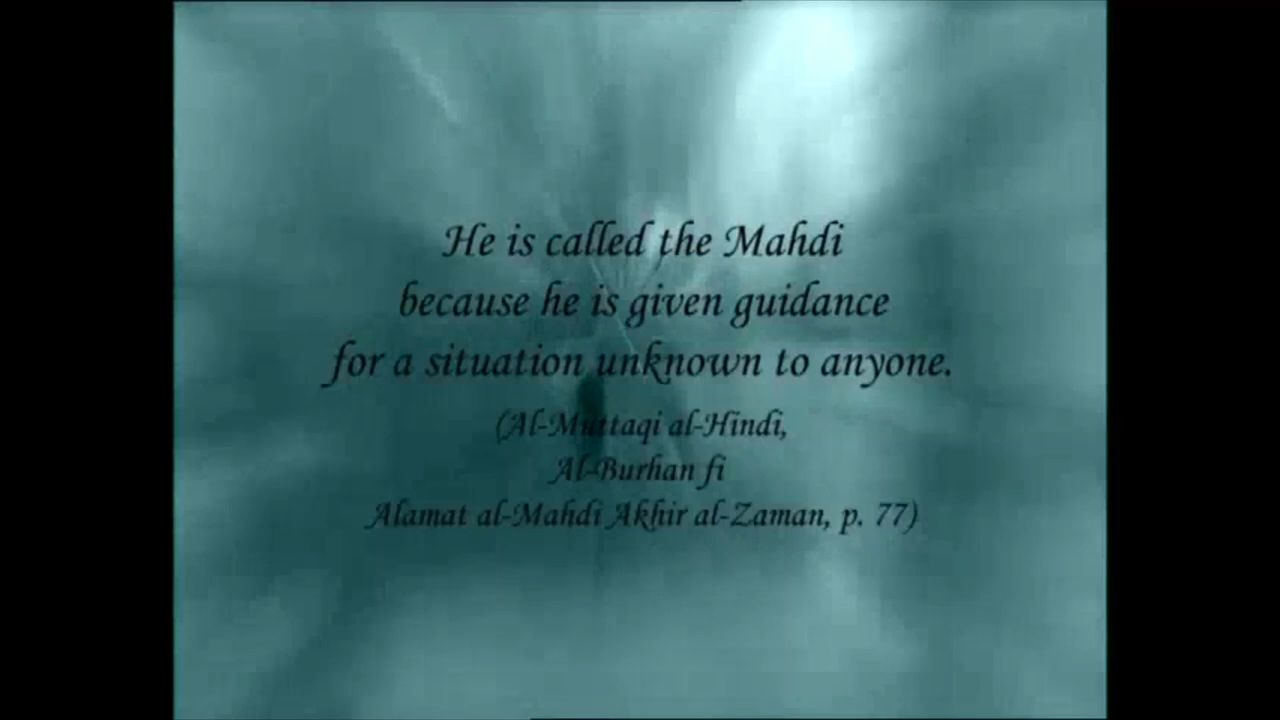 He is called the Mahdi
because he is given guidance
for a situation unknown to anyone.
(Al-Muttaqi al-Hindi,
Al-Burhan fi
Alamat al-Mahdi Akhir al-Zaman, p. 77)